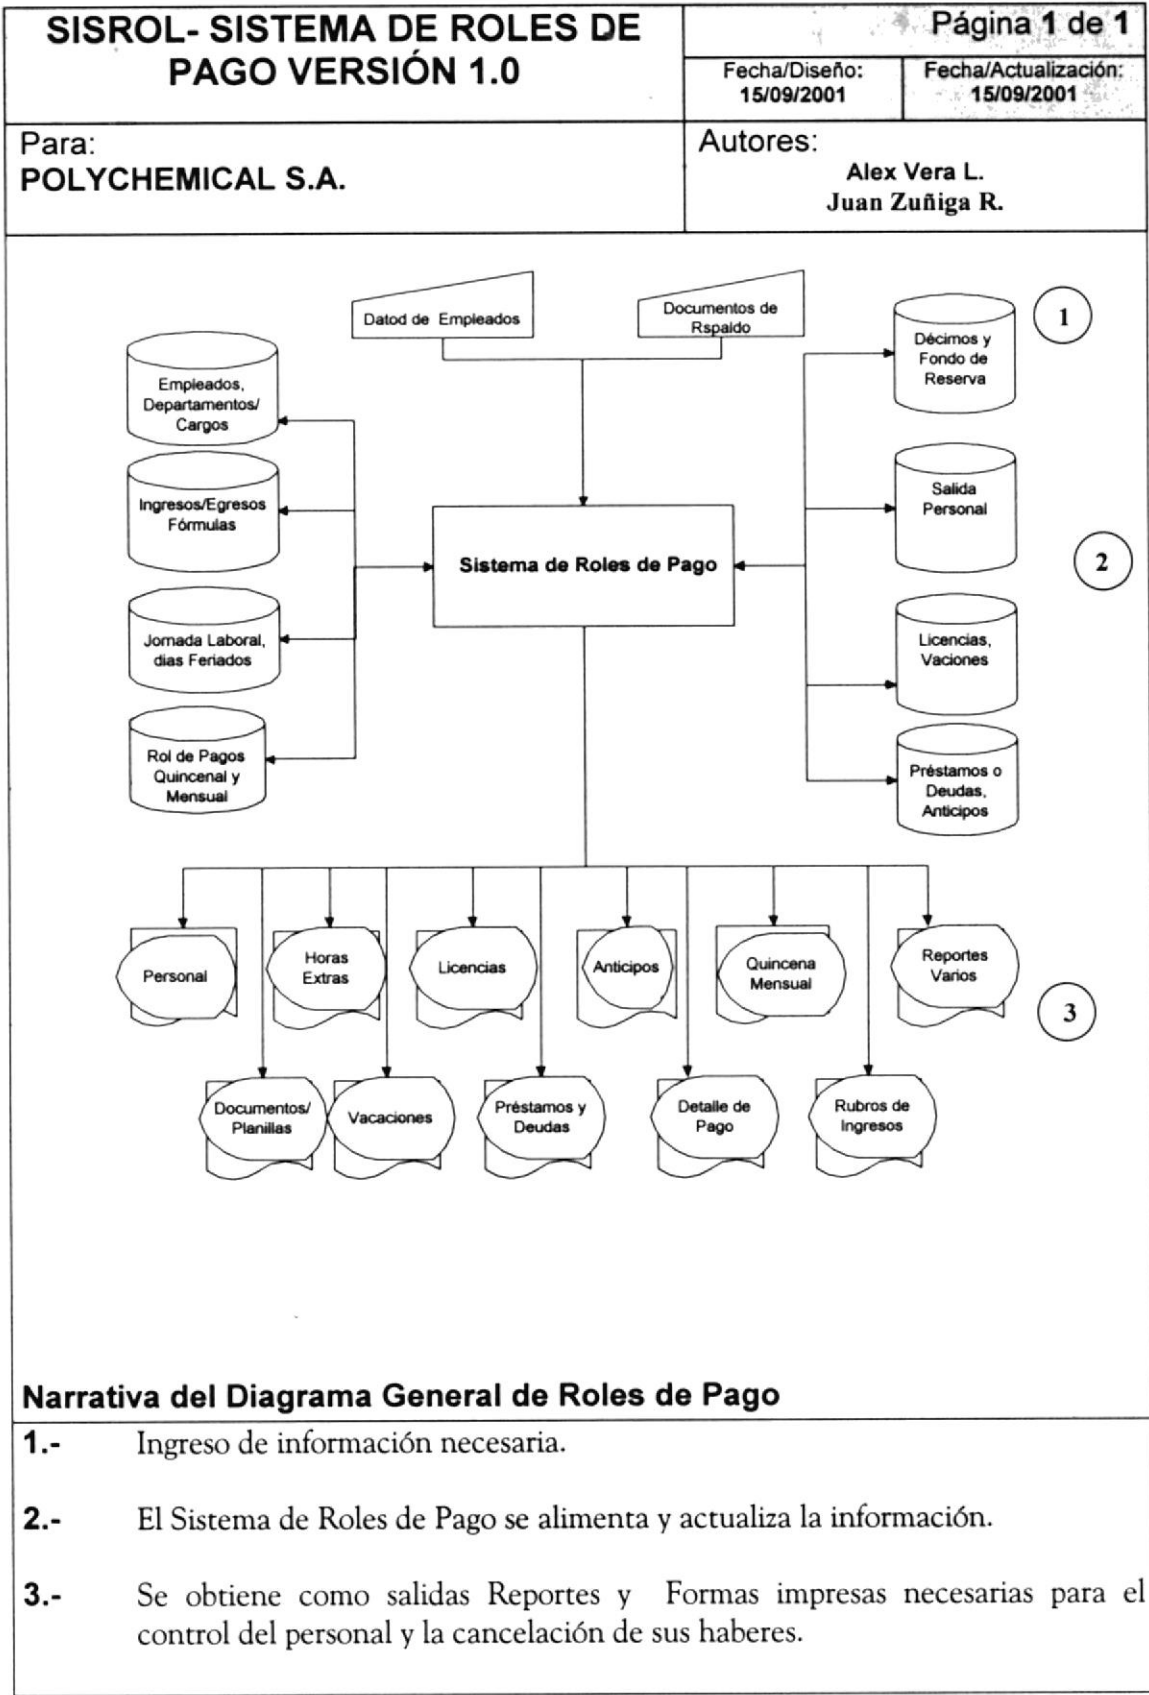 SISROL- SISTEMA DE ROLES DE
PAGO VERSIÓN 1.0
Página 1 de 1
Fecha/Diseño:
15/09/2001
Fecha/Actualización:
15/09/2001
Para:
POLYCHEMICAL S.A.
Autores:
Alex Vera L.
Juan Zuñiga R.
Datod de Empleados
Documentos de
Rspaldo
1
Décimos y
Fondo de
Reserva
Empleados,
Departamentos/
Cargos
Ingresos/Egresos
Fórmulas
Salida
Personal
Sistema de Roles de Pago
2
Jornada Laboral,
dias Feriados
Licencias,
Vaciones
Rol de Pagos
Quincenal y
Mensual
Préstamos o
Deudas,
Anticipos
Personal
Horas
Extras
Licencias
Anticipos
Quincena
Mensual
Reportes
Varios
3
Documentos/
Planillas
Vacaciones
Préstamos y
Deudas
Detalle de
Pago
Rubros de
Ingresos
Narrativa del Diagrama General de Roles de Pago
1.- Ingreso de información necesaria.
2.- El Sistema de Roles de Pago se alimenta y actualiza la información.
3.- Se obtiene como salidas Reportes y Formas impresas necesarias para el
control del personal y la cancelación de sus haberes.